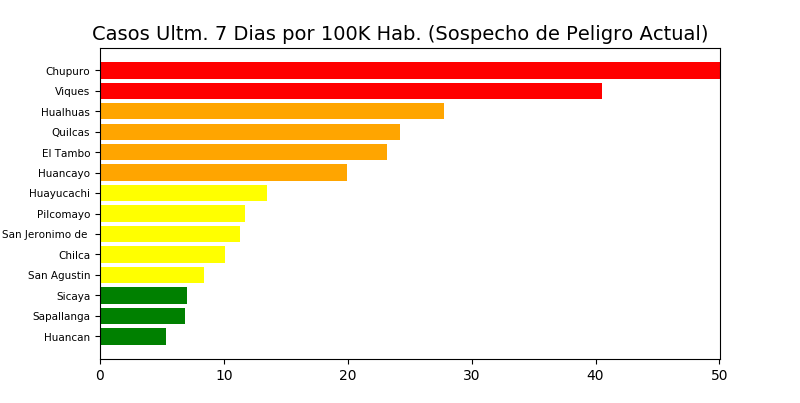 Casos Ultm. 7 Dias por 100K Hab. (Sospecho de Peligro Actual)
Chupuro
Viques
Hualhuas
Quilcas
El Tambo
Huancayo
Huayucachi
Pilcomayo
San Jeronimo de
Chilca
San Agustin
Sicaya
Sapallanga
Huancan
0 10 20 30 40 50